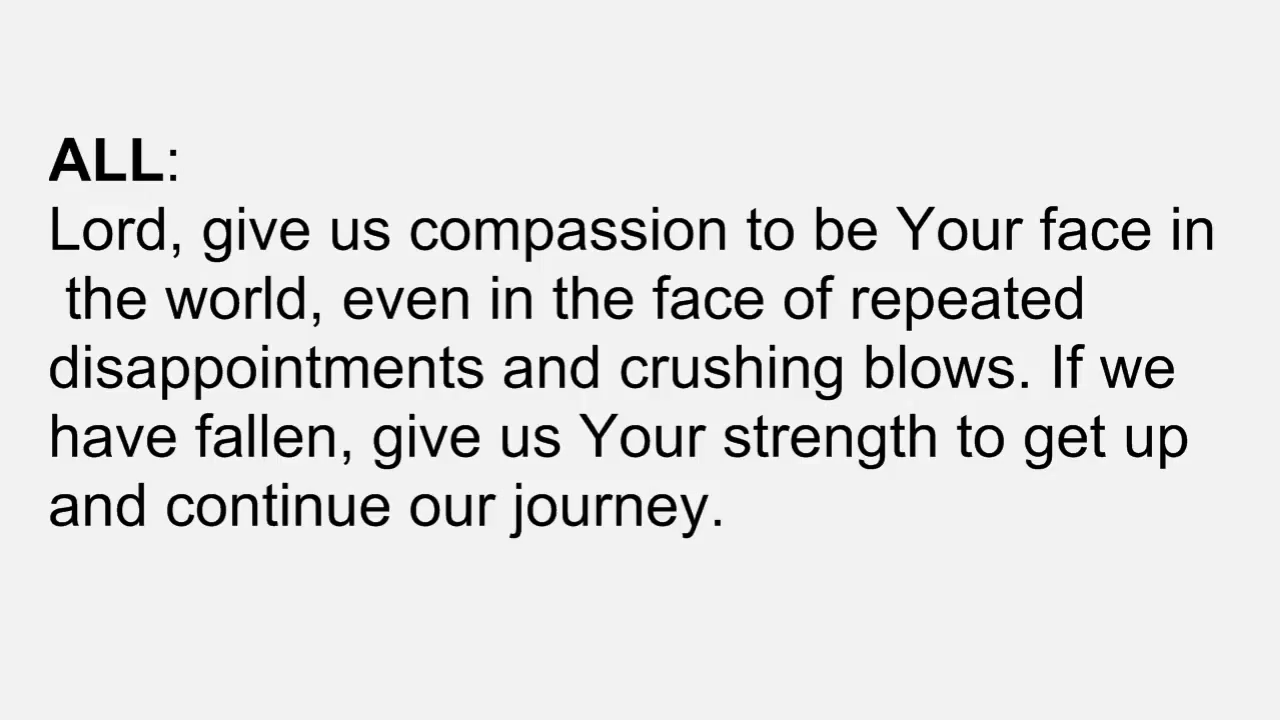 ALL:
Lord, give us compassion to be Your face in
the world, even in the face of repeated
disappointments and crushing blows. If we
have fallen, give us Your strength to get up
and continue our journey.